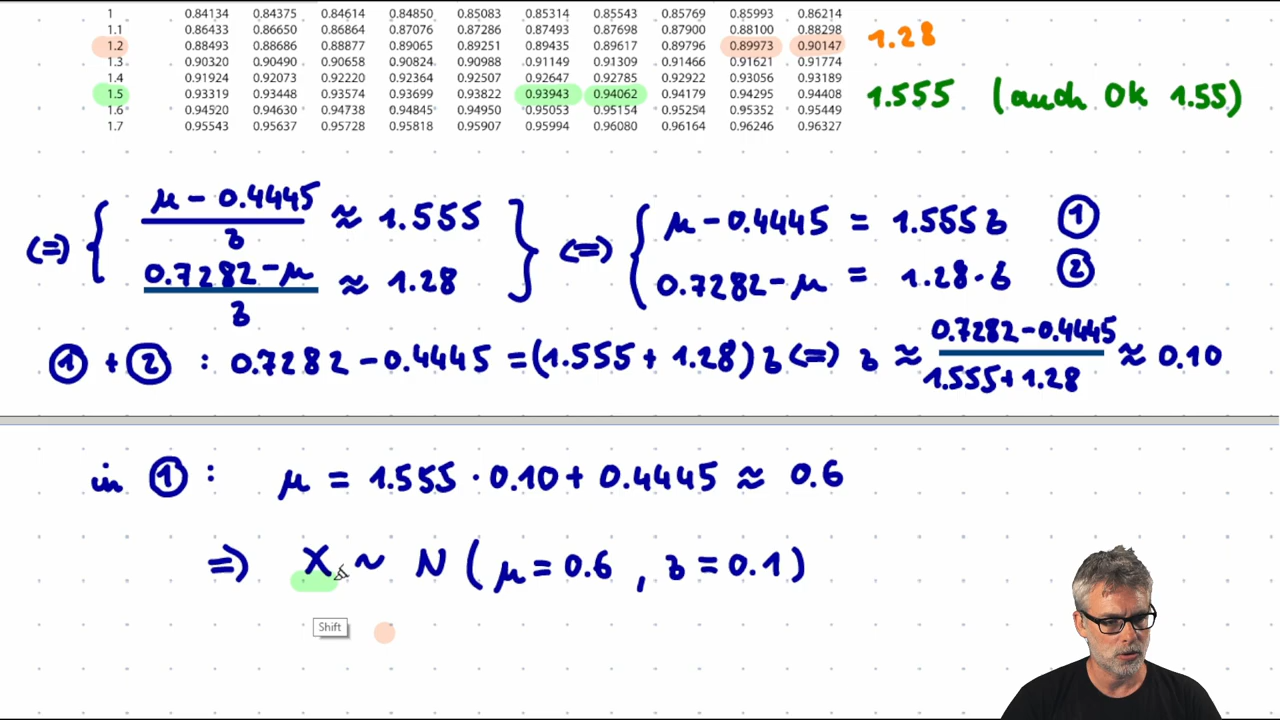 1 0.84134 0.84375 0.84614 0.84850 0.85083 0.85314 0.85543 0.85769 0.85993 0.86214
1.1 0.86433 0.86650 0.86864 0.87076 0.87286 0.87493 0.87698 0.87900 0.88100 0.88298
1.2 0.88493 0.88686 0.88877 0.89065 0.89251 0.89435 0.89617 0.89796 0.89973 0.90147 1.28
1.3 0.90320 0.90490 0.90658 0.90824 0.90988 0.91149 0.91309 0.91466 0.91621 0.91774
1.4 0.91924 0.92073 0.92220 0.92364 0.92507 0.92647 0.92785 0.92922 0.93056 0.93189
1.5 0.93319 0.93448 0.93574 0.93699 0.93822 0.93943 0.94062 0.94179 0.94295 0.94408 1.555 (auch Ok 1.55)
1.6 0.94520 0.94630 0.94738 0.94845 0.94950 0.95053 0.95154 0.95254 0.95352 0.95449
1.7 0.95543 0.95637 0.95728 0.95818 0.95907 0.95994 0.96080 0.96164 0.96246 0.96327
⇔ { (μ − 0.4445)/σ ≈ 1.555 } ⇔ { μ − 0.4445 = 1.555σ ①
(0.7282 − μ)/σ ≈ 1.28 0.7282 − μ = 1.28·σ ②
① + ② : 0.7282 − 0.4445 = (1.555 + 1.28)σ ⇔ σ ≈ (0.7282 − 0.4445)/(1.555 + 1.28) ≈ 0.10
in ① : μ = 1.555 · 0.10 + 0.4445 ≈ 0.6
⇒ X ~ N ( μ = 0.6 , σ = 0.1 )
Shift